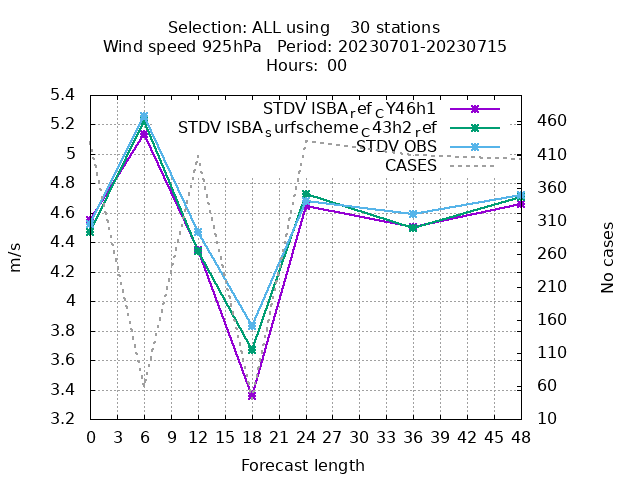 Selection: ALL using    30 stations
Wind speed 925hPa   Period: 20230701-20230715
Hours:  00
STDV ISBA_ref_CY46h1
STDV ISBA_surfscheme_C43h2_ref
STDV OBS
CASES
5.4
5.2
5
4.8
4.6
4.4
4.2
4
3.8
3.6
3.4
3.2
460
410
360
310
260
210
160
110
60
10
m/s
No cases
0 3 6 9 12 15 18 21 24 27 30 33 36 39 42 45 48
Forecast length